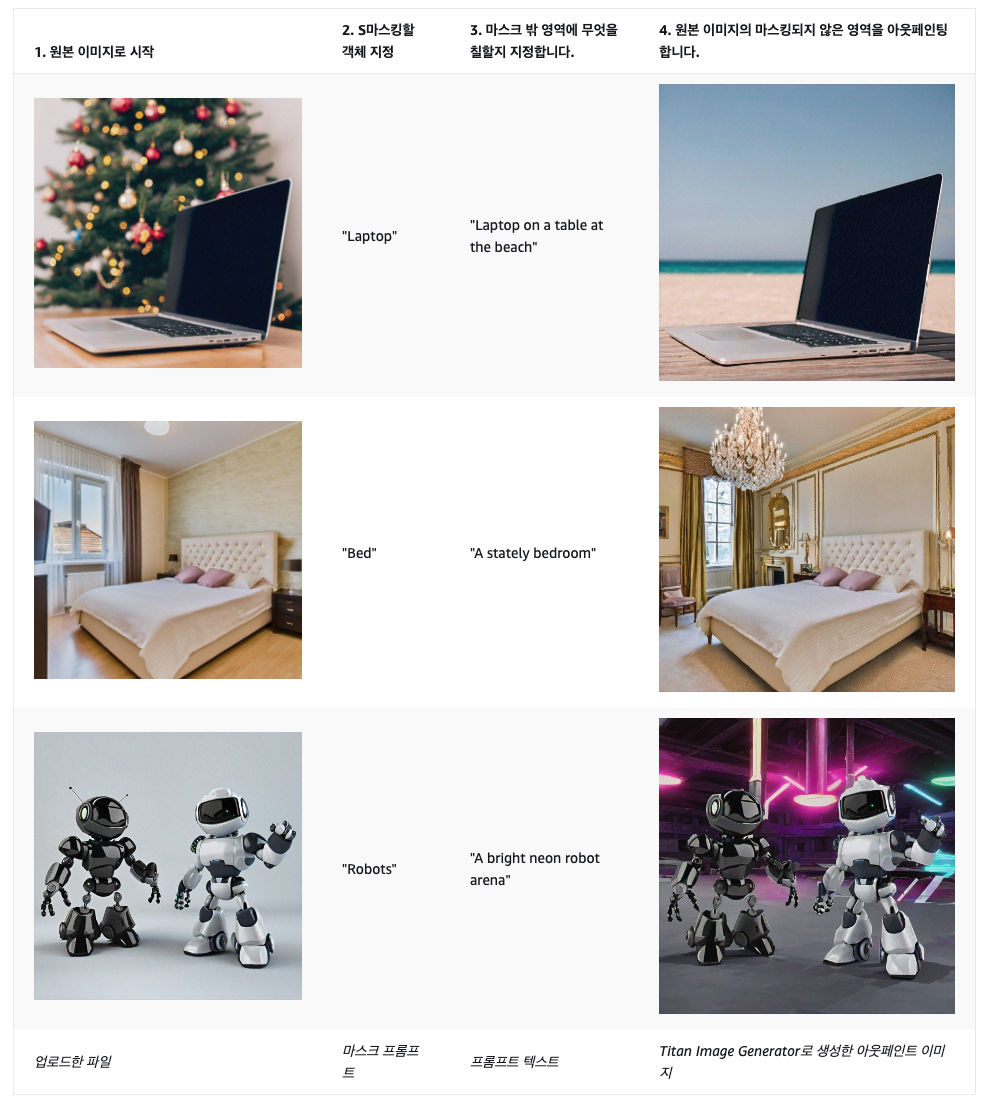 1. 원본 이미지로 시작
2. S마스킹할
객체 지정
3. 마스크 밖 영역에 무엇을
칠할지 지정합니다.
4. 원본 이미지의 마스킹되지 않은 영역을 아웃페인팅
합니다.
"Laptop"
"Laptop on a table at
the beach"
"Bed"
"A stately bedroom"
"Robots"
"A bright neon robot
arena"
업로드한 파일
마스크 프롬프
트
프롬프트 텍스트
Titan Image Generator로 생성한 아웃페인트 이미
지